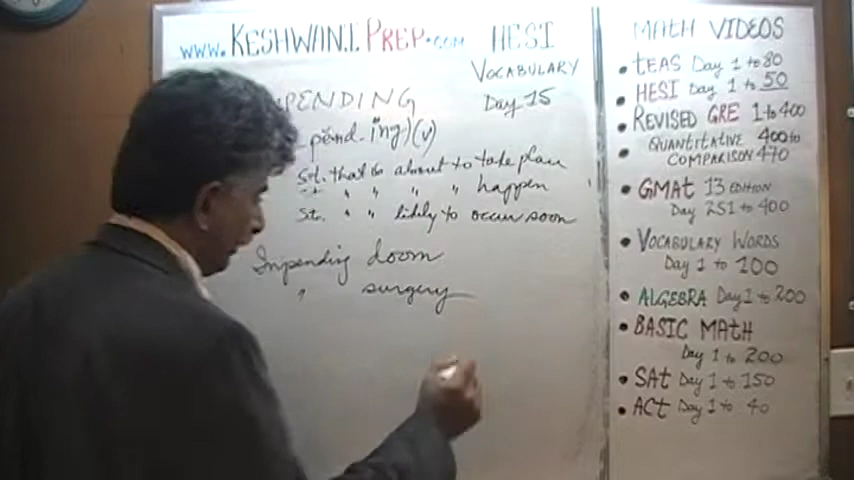 www.KESHWANIPREP.com HESI
VOCABULARY
PENDING Day 15
pend-ing)(v)
St. that is about to take place
" " " " happen
St. " " likely to occur soon
Impending doom
" surgery
MATH VIDEOS
• TEAS Day 1 to 80
• HESI Day 1 to 50
• REVISED GRE 1 to 400
• QUANTITATIVE 400 to
COMPARISON 470
• GMAT 13 EDITION
Day 251 to 400
• VOCABULARY WORDS
Day 1 to 100
• ALGEBRA Day 1 to 200
• BASIC MATH
Day 1 to 200
• SAT Day 1 to 150
• ACT Day 1 to 40